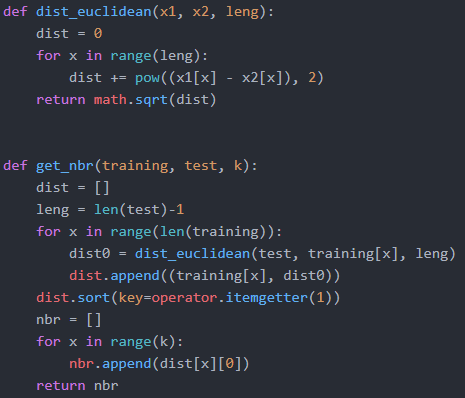 def dist_euclidean(x1, x2, leng):
    dist = 0
    for x in range(leng):
        dist += pow((x1[x] - x2[x]), 2)
    return math.sqrt(dist)

def get_nbr(training, test, k):
    dist = []
    leng = len(test)-1
    for x in range(len(training)):
        dist0 = dist_euclidean(test, training[x], leng)
        dist.append((training[x], dist0))
    dist.sort(key=operator.itemgetter(1))
    nbr = []
    for x in range(k):
        nbr.append(dist[x][0])
    return nbr